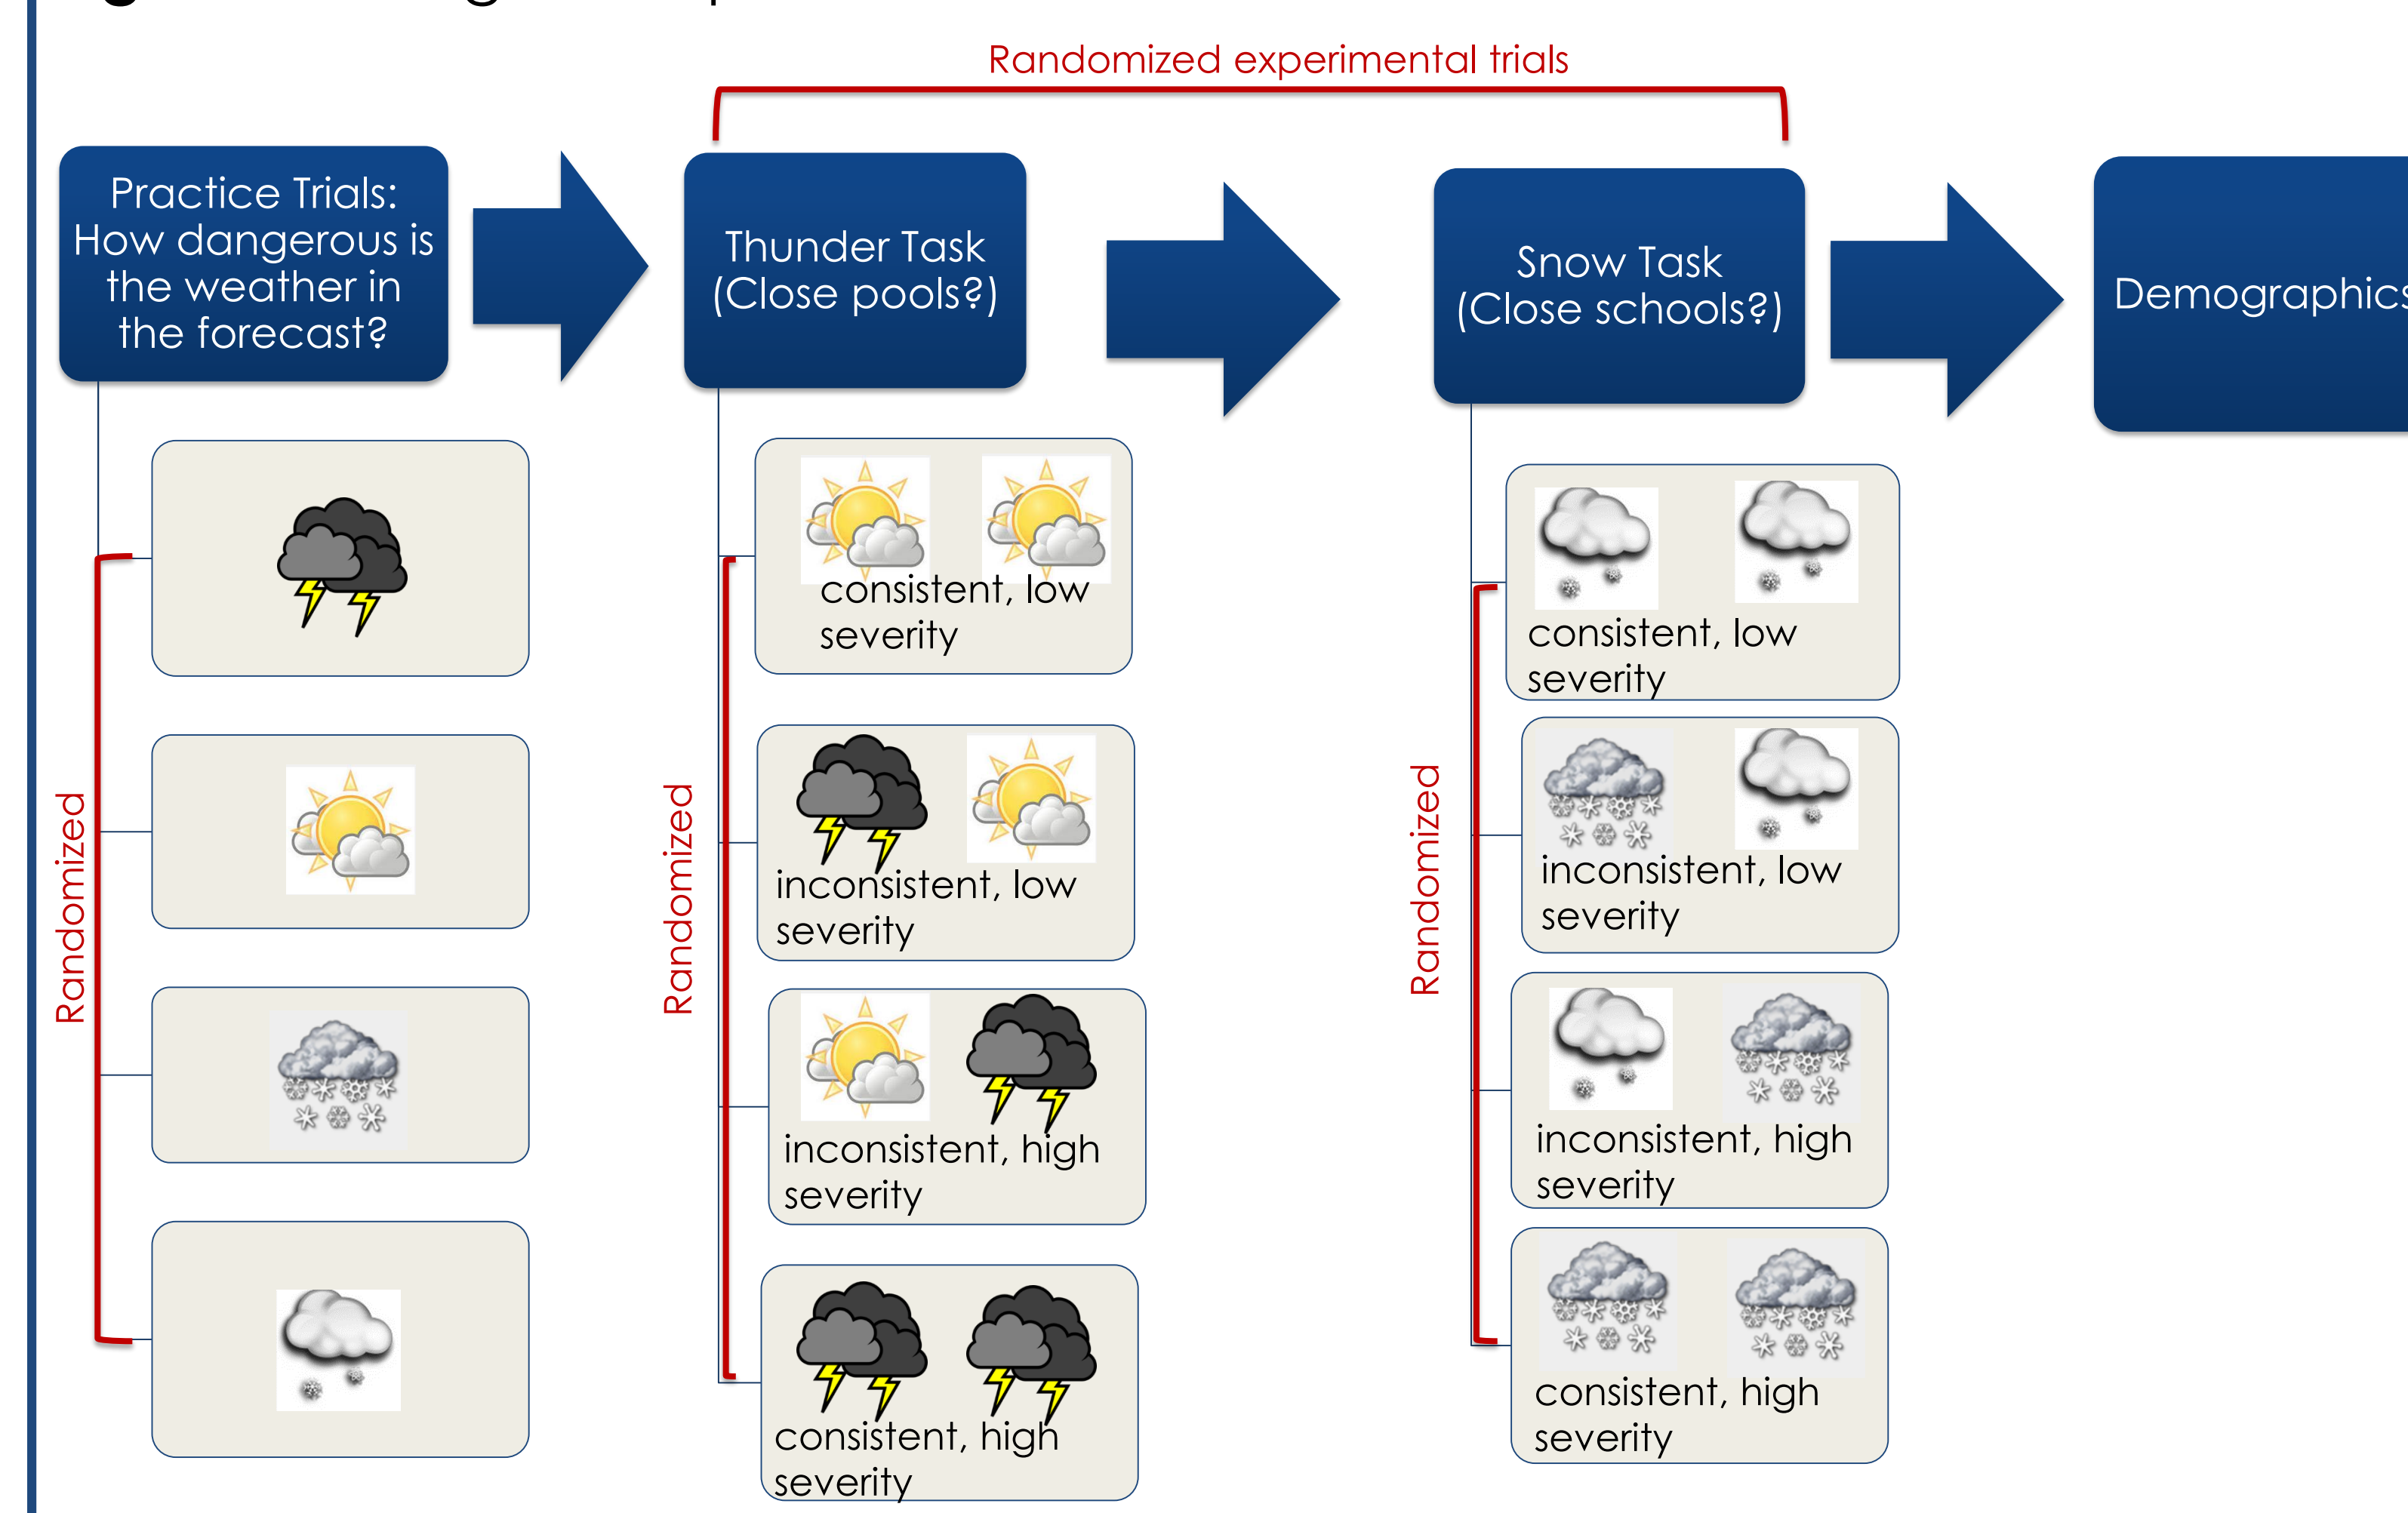 Randomized experimental trials
Practice Trials:
How dangerous is
the weather in
the forecast?
Thunder Task
(Close pools?)
Snow Task
(Close schools?)
Demographics
Randomized
consistent, low
severity
inconsistent, low
severity
inconsistent, high
severity
consistent, high
severity
Randomized
consistent, low
severity
inconsistent, low
severity
inconsistent, high
severity
consistent, high
severity
Randomized